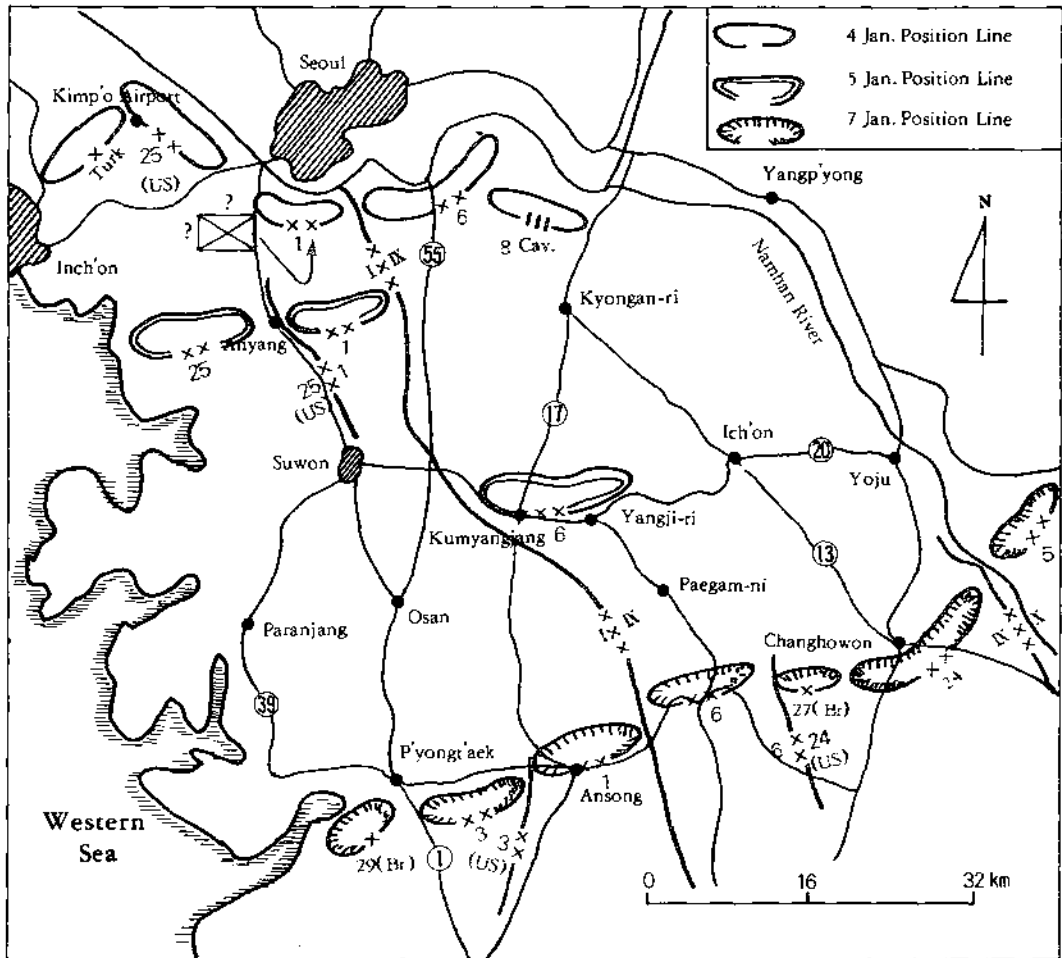 4 Jan. Position Line
5 Jan. Position Line
7 Jan. Position Line
Seoul
Kimp'o Airport
Turk
25
(US)
?
?
1
6
8 Cav.
Yangp'yong
N
Inch'on
I IX
55
Kyongan-ri
Namhan River
25
Anyang
1
25 1
(US)
17
Ich'on
20
Yoju
Suwon
Kumyangjang
6
Yangji-ri
13
5
Paegam-ni
Paranjang
Osan
I IX
Changhowon
IX X
24
39
6
27(Br)
6 24
(US)
P'yongt'aek
1
Ansong
Western
Sea
29(Br)
1
3
(US)
3
0 16 32 km